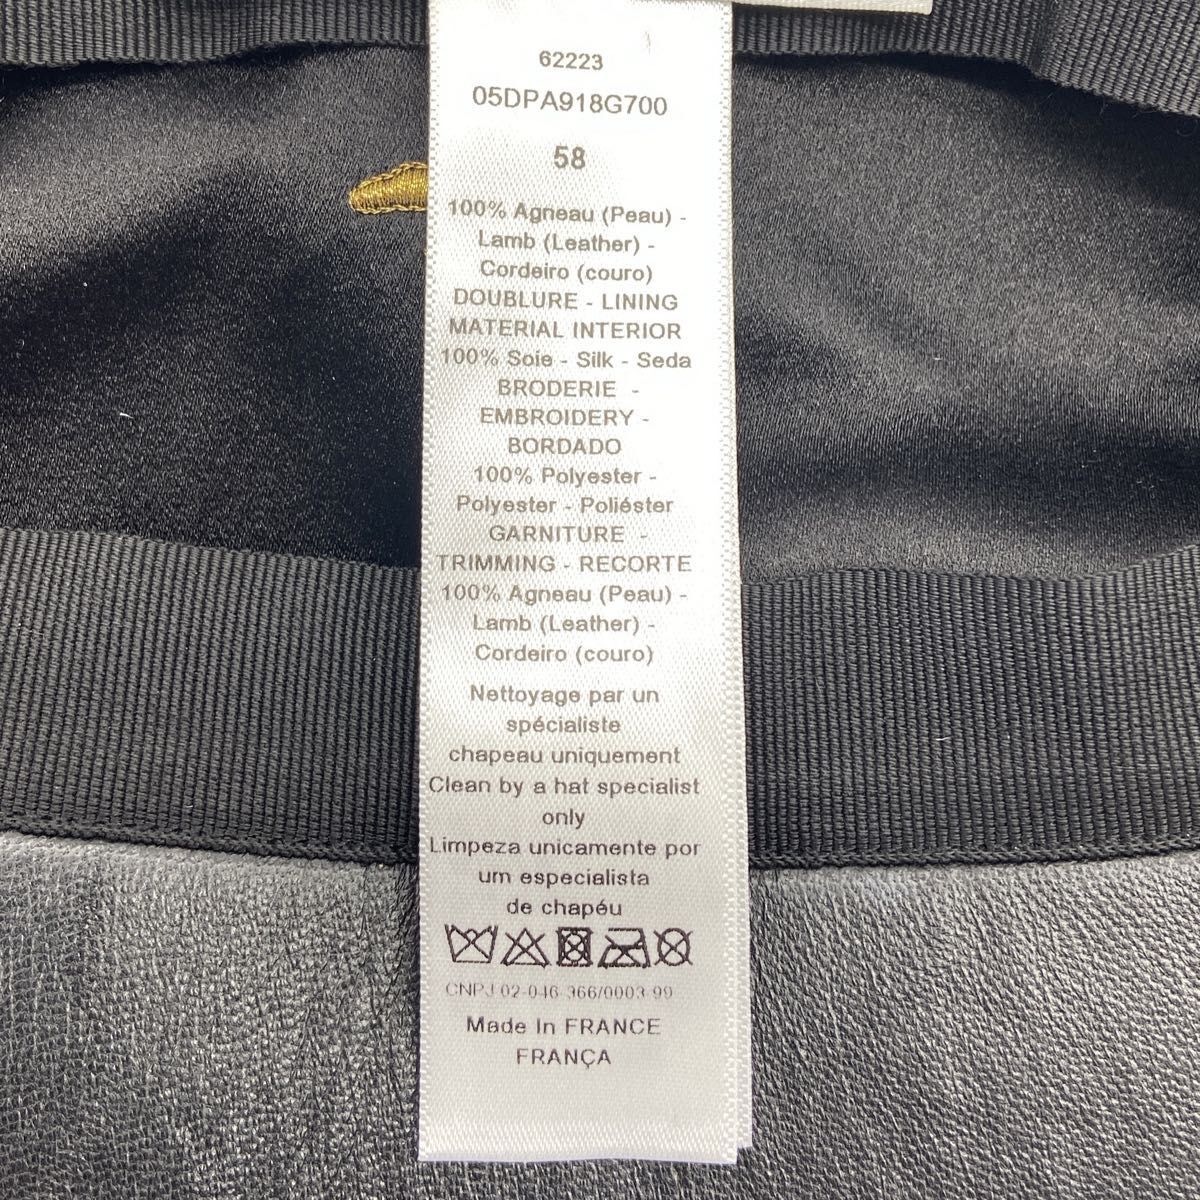 62223
05DPA918G700
58
100% Agneau (Peau) -
Lamb (Leather) -
Cordeiro (couro)
DOUBLURE - LINING
MATERIAL INTERIOR
100% Soie - Silk - Seda
BRODERIE -
EMBROIDERY -
BORDADO
100% Polyester -
Polyester - Poliéster
GARNITURE -
TRIMMING - RECORTE
100% Agneau (Peau) -
Lamb (Leather) -
Cordeiro (couro)
Nettoyage par un
spécialiste
chapeau uniquement
Clean by a hat specialist
only
Limpeza unicamente por
um especialista
de chapéu
CNPJ 02-046-366/0003-99
Made In FRANCE
FRANÇA